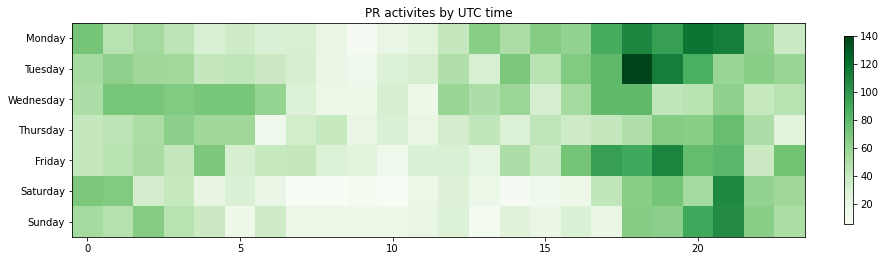 PR activites by UTC time
Monday
Tuesday
Wednesday
Thursday
Friday
Saturday
Sunday
0 5 10 15 20
140
120
100
80
60
40
20